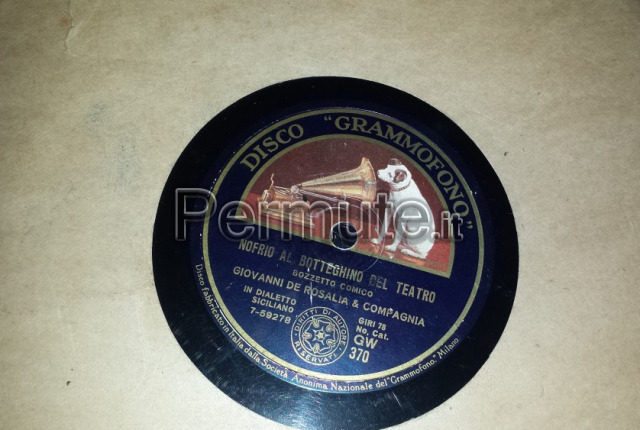 DISCO "GRAMMOFONO"
Permute.it
NOFRIO AL BOTTEGHINO DEL TEATRO
BOZZETTO COMICO
GIOVANNI DE ROSALIA & COMPAGNIA
IN DIALETTO
SICILIANO
7-59278
DIRITTI DI AUTORE
RISERVATI
GIRI 78
No. Cat.
GW
370
Disco fabbricato in Italia dalla Società Anonima Nazionale del "Grammofono" Milano